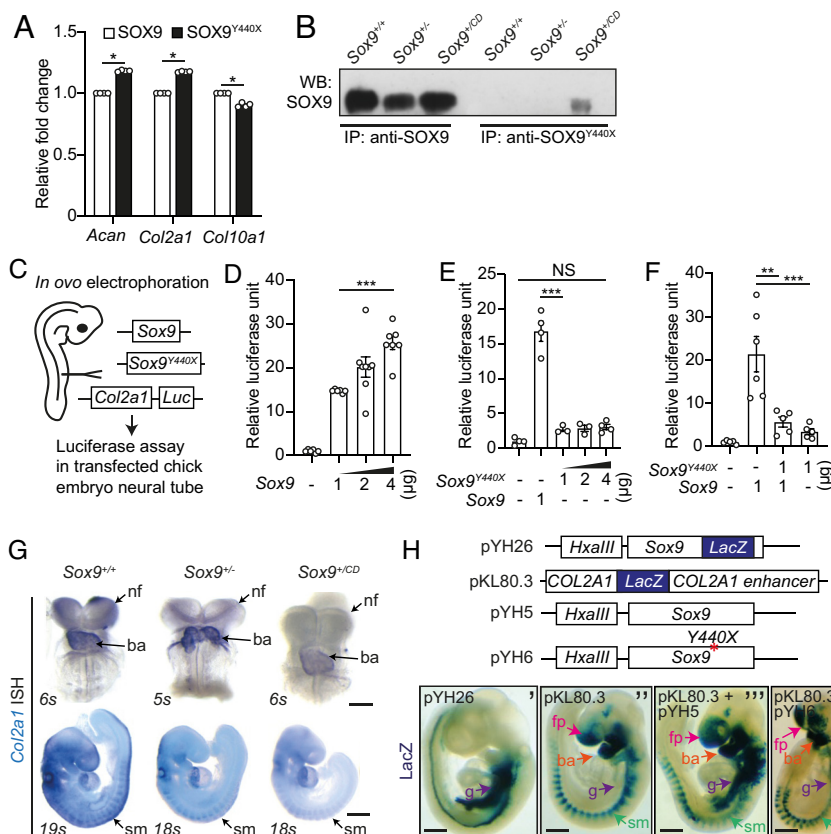 A
SOX9 SOX9Y440X
Relative fold change
1.5
1.0
0.5
0
* * *
Acan Col2a1 Col10a1
B
Sox9+/+ Sox9+/- Sox9+/CD Sox9+/+ Sox9+/- Sox9+/CD
WB:
SOX9
IP: anti-SOX9 IP: anti-SOX9Y440X
C
In ovo electrophoration
Sox9
Sox9Y440X
Col2a1 Luc
Luciferase assay
in transfected chick
embryo neural tube
D
Relative luciferase unit
40
30
20
10
0
***
Sox9 - 1 2 4 (μg)
E
Relative luciferase unit
25
20
15
10
5
0
NS
***
Sox9Y440X - - 1 2 4 (μg)
Sox9 - 1 - - -
F
Relative luciferase unit
60
40
20
0
** ***
Sox9Y440X - - 1 1 (μg)
Sox9 - 1 1 -
G
Sox9+/+ Sox9+/- Sox9+/CD
Col2a1 ISH
nf nf nf
ba ba ba
6s 5s 6s
19s sm 18s 18s sm
H
pYH26 HxaIII Sox9 LacZ
pKL80.3 COL2A1 LacZ COL2A1 enhancer
pYH5 HxaIII Sox9
Y440X
*
pYH6 HxaIII Sox9
LacZ
pYH26 '
g
pKL80.3 ''
fp
ba
g
sm
pKL80.3 + '''
pYH5
fp
ba
g
sm
pKL80.3
fp
ba